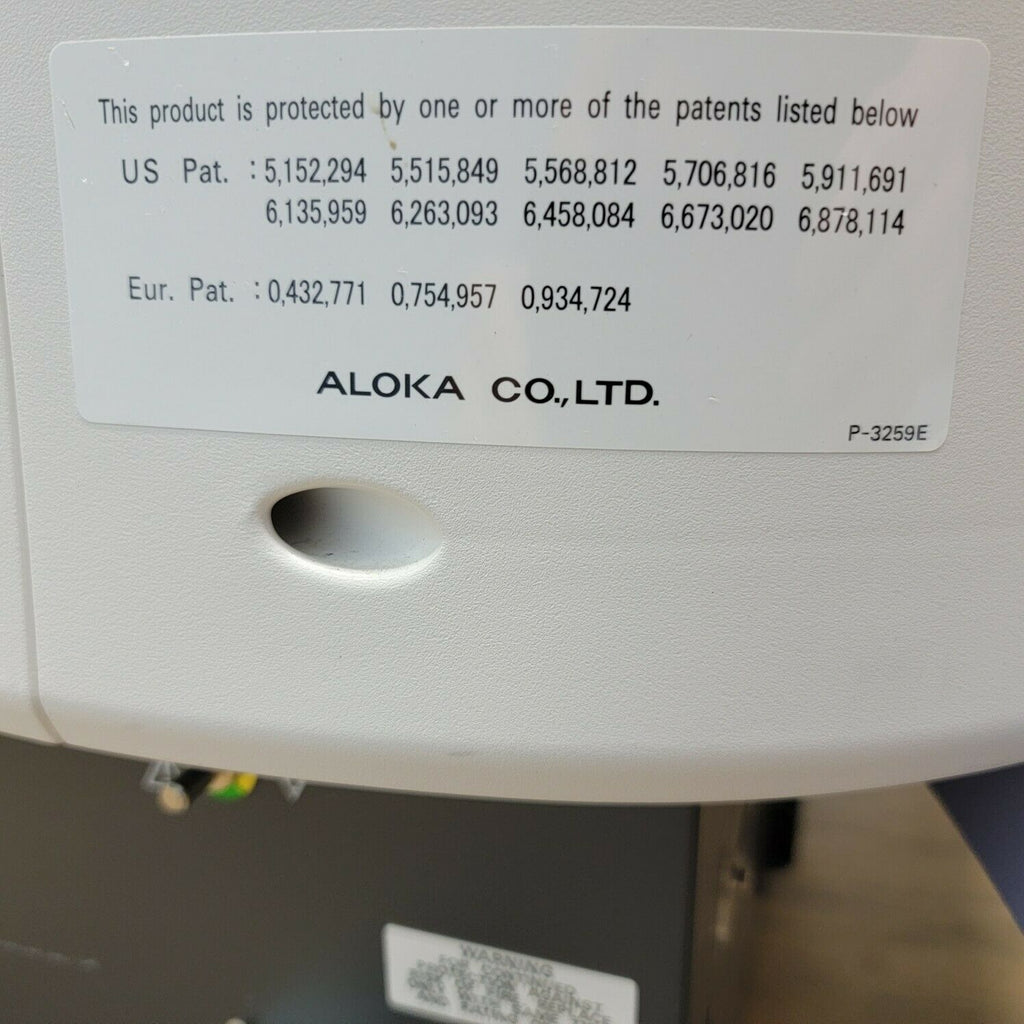 This product is protected by one or more of the patents listed below
US Pat. : 5,152,294 5,515,849 5,568,812 5,706,816 5,911,691
6,135,959 6,263,093 6,458,084 6,673,020 6,878,114
Eur. Pat. : 0,432,771 0,754,957 0,934,724
ALOKA CO.,LTD.
P-3259E
WARNING